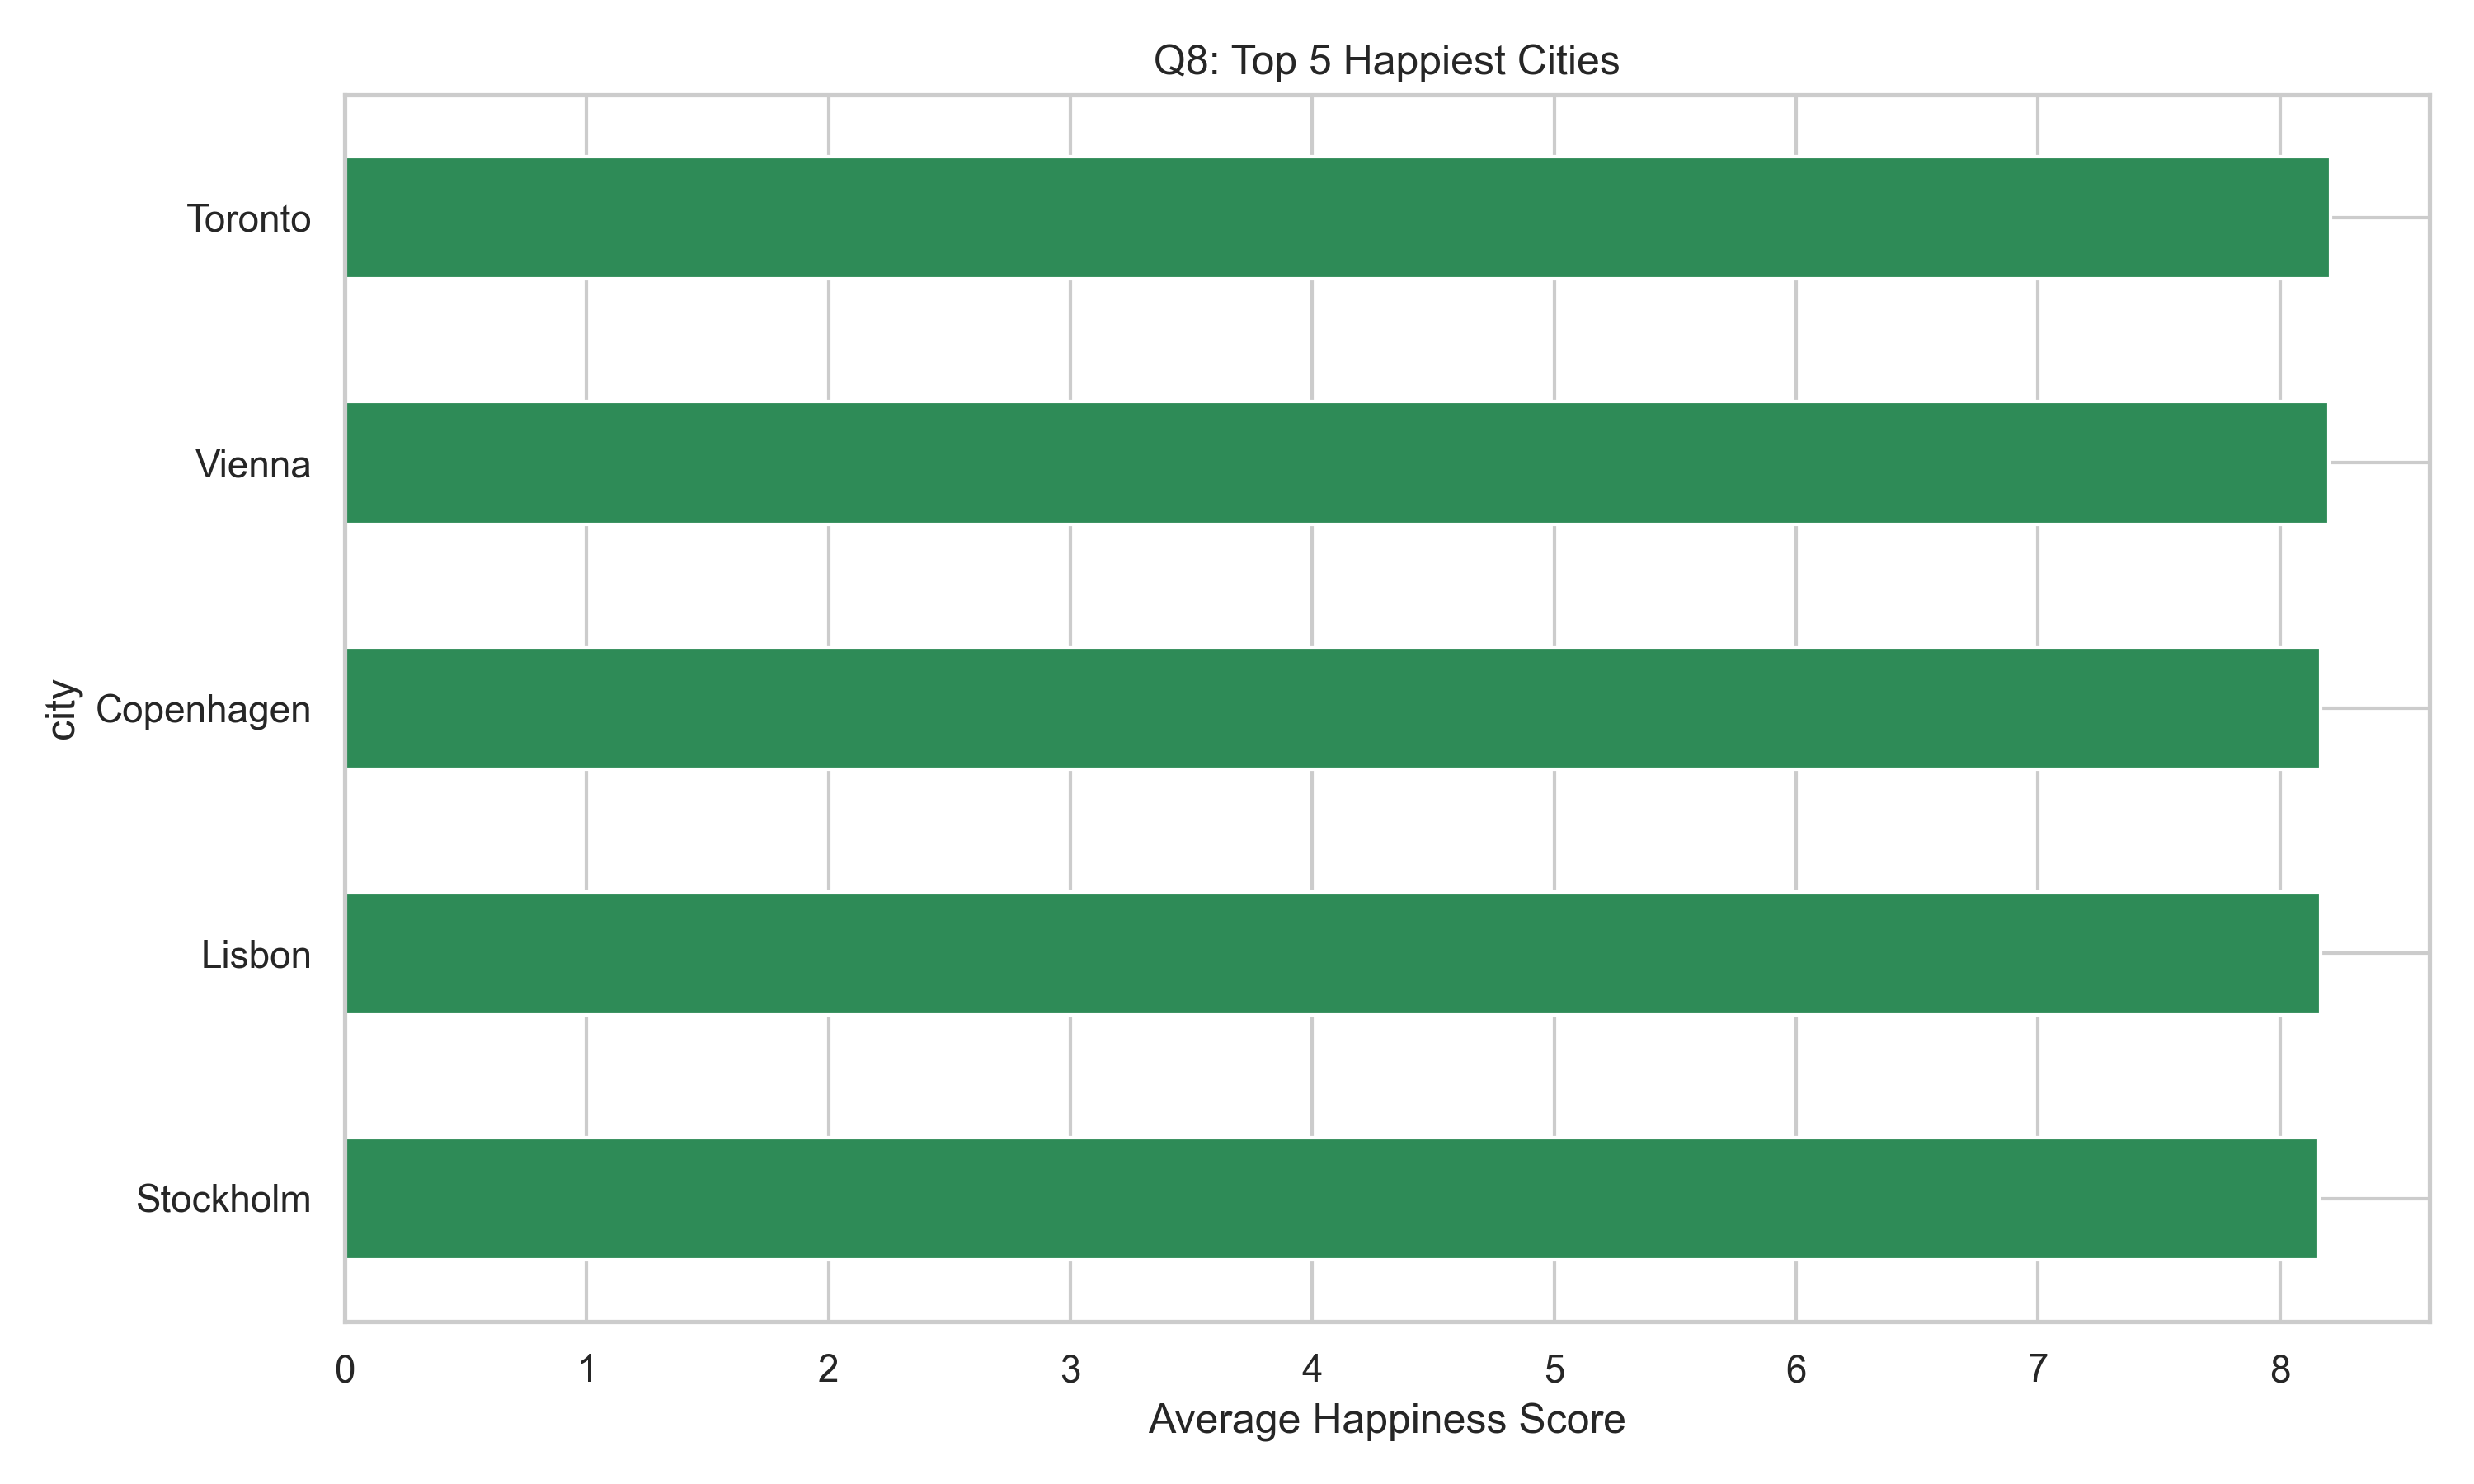 Q8: Top 5 Happiest Cities
Toronto
Vienna
Copenhagen
Lisbon
Stockholm
city
0 1 2 3 4 5 6 7 8
Average Happiness Score